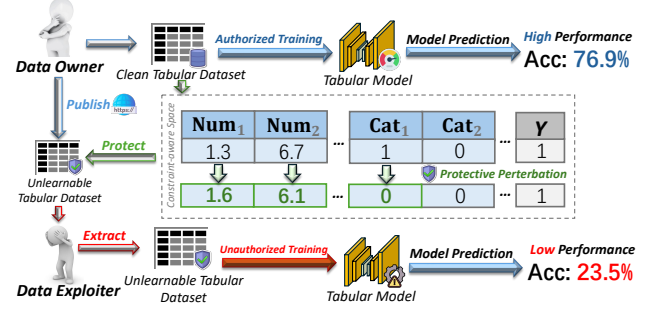 Authorized Training
Model Prediction
High Performance
Acc: 76.9%
Data Owner
Clean Tabular Dataset
Tabular Model
Publish
https://
Constraint-aware Space
Num1 Num2 ... Cat1 Cat2 ... Y
1.3 6.7 1 0 1
Protect
Protective Perterbation
1.6 6.1 ... 0 ... 1
Unlearnable
Tabular Dataset
Extract
Unauthorized Training
Model Prediction
Low Performance
Acc: 23.5%
Data Exploiter
Unlearnable Tabular
Dataset
Tabular Model